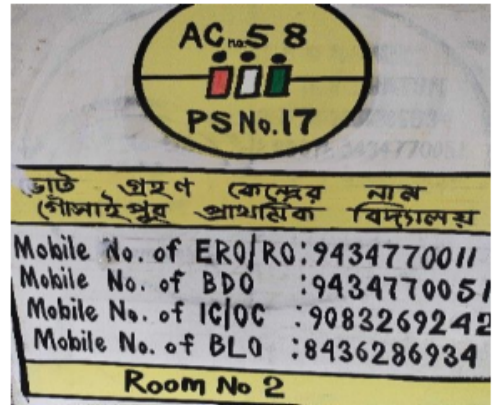 AC no. 58
PS No. 17
ভোট গ্রহণ কেন্দ্রের নাম
গোঁসাইপুর প্রাথমিক বিদ্যালয়
Mobile No. of ERO/RO:9434770011
Mobile No. of BDO :9434770051
Mobile No. of IC/OC :9083269242
Mobile No. of BLO :8436286934
Room No 2